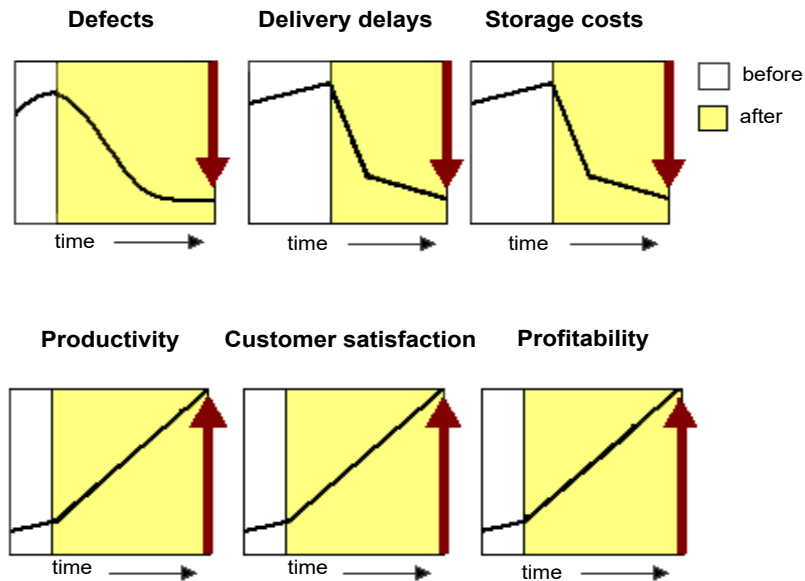 Defects
Delivery delays
Storage costs
before
after
time
time
time
Productivity
Customer satisfaction
Profitability
time
time
time